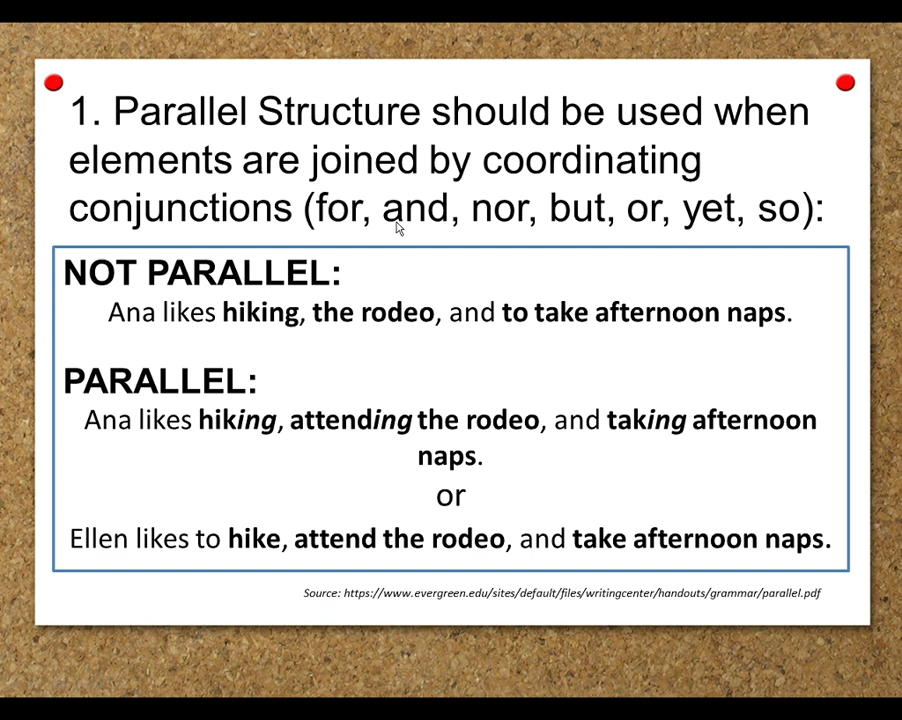 1. Parallel Structure should be used when
elements are joined by coordinating
conjunctions (for, and, nor, but, or, yet, so):
NOT PARALLEL:
Ana likes hiking, the rodeo, and to take afternoon naps.
PARALLEL:
Ana likes hiking, attending the rodeo, and taking afternoon
naps.
or
Ellen likes to hike, attend the rodeo, and take afternoon naps.
Source: https://www.evergreen.edu/sites/default/files/writingcenter/handouts/grammar/parallel.pdf